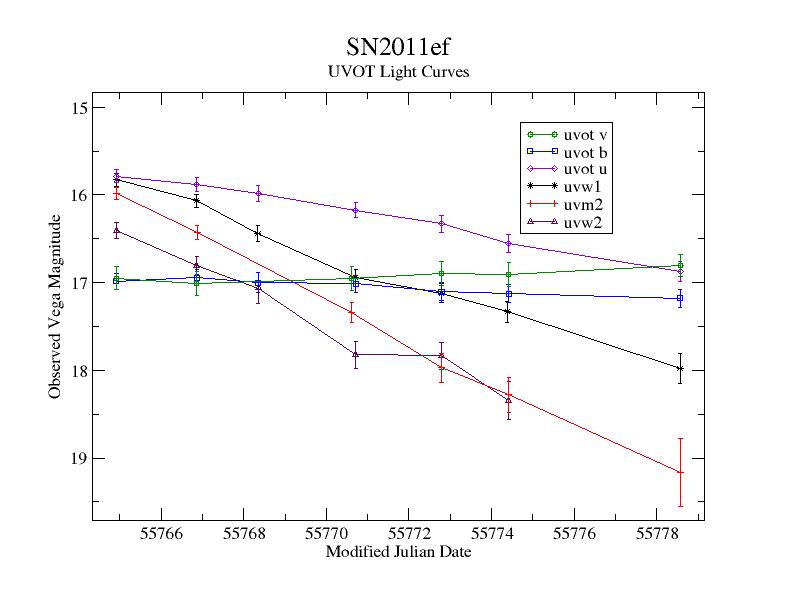 SN2011ef
UVOT Light Curves
15
16
17
18
19
Observed Vega Magnitude
uvot v
uvot b
uvot u
uvw1
uvm2
uvw2
55766 55768 55770 55772 55774 55776 55778
Modified Julian Date